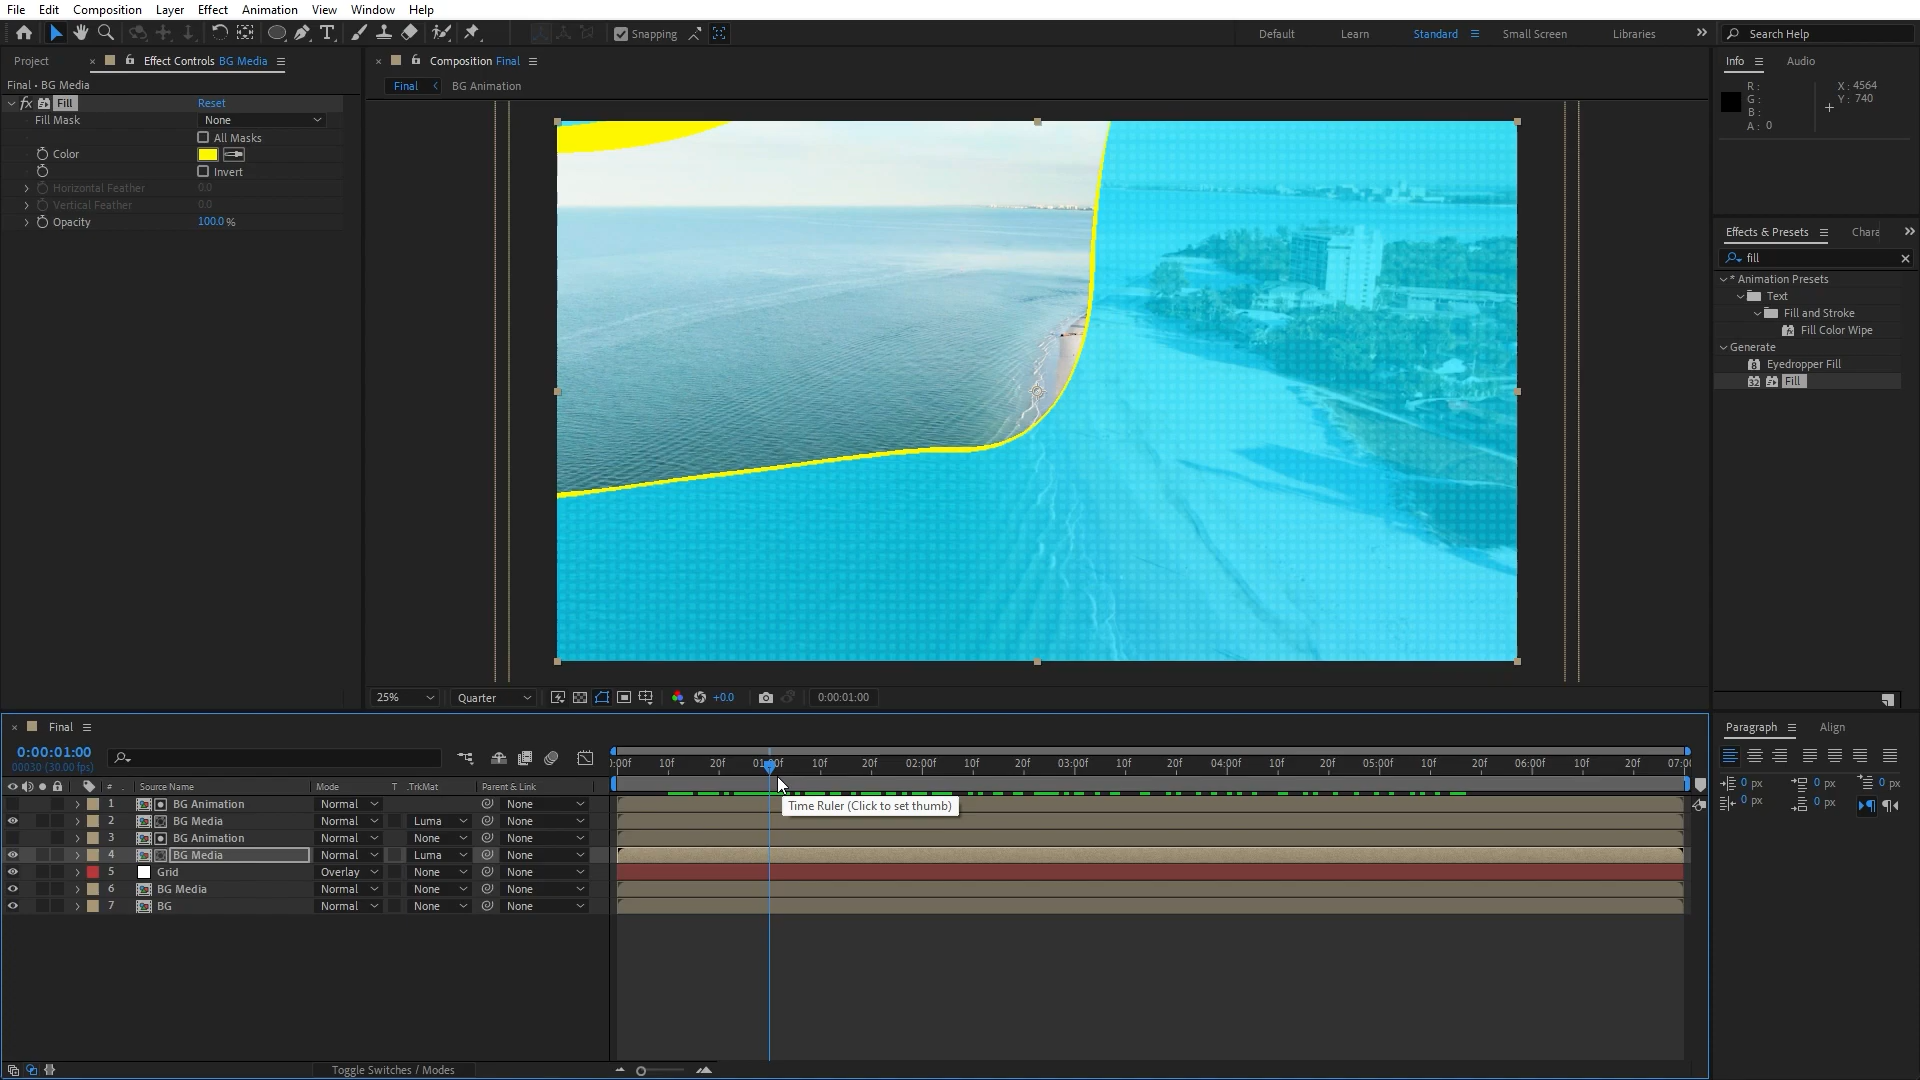 File Edit Composition Layer Effect Animation View Window Help
Snapping
Default Learn Standard Small Screen Libraries Search Help
Project Effect Controls BG Media
Composition Final
Info Audio
Final • BG Media
Final BG Animation
R : X : 4564
G : Y : 740
B :
A : 0
fx Fill Reset
Fill Mask None
All Masks
Color
Invert
Horizontal Feather 0.0
Vertical Feather 0.0
Opacity 100.0 %
Effects & Presets Chara
fill
* Animation Presets
Text
Fill and Stroke
Fill Color Wipe
Generate
Eyedropper Fill
Fill
25% Quarter +0.0 0:00:01:00
Final
Paragraph Align
0:00:01:00
00030 (30.00 fps)
:00f 10f 20f 01:00f 10f 20f 02:00f 10f 20f 03:00f 10f 20f 04:00f 10f 20f 05:00f 10f 20f 06:00f 10f 20f 07:00
# Source Name Mode T .TrkMat Parent & Link
0 px 0 px 0 px
0 px 0 px
1 BG Animation Normal None
Time Ruler (Click to set thumb)
2 BG Media Normal Luma None
3 BG Animation Normal None None
4 BG Media Normal Luma None
5 Grid Overlay None None
6 BG Media Normal None None
7 BG Normal None None
Toggle Switches / Modes